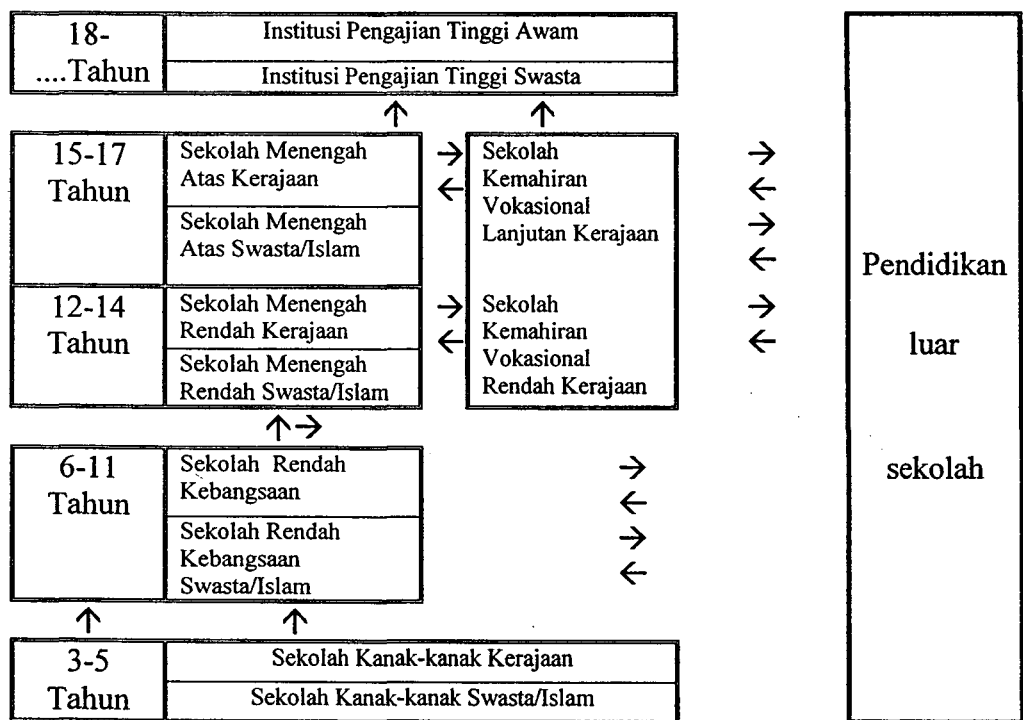 18-
....Tahun
Institusi Pengajian Tinggi Awam
Institusi Pengajian Tinggi Swasta
15-17
Tahun
Sekolah Menengah
Atas Kerajaan
Sekolah Menengah
Atas Swasta/Islam
Sekolah
Kemahiran
Vokasional
Lanjutan Kerajaan
12-14
Tahun
Sekolah Menengah
Rendah Kerajaan
Sekolah Menengah
Rendah Swasta/Islam
Sekolah
Kemahiran
Vokasional
Rendah Kerajaan
6-11
Tahun
Sekolah Rendah
Kebangsaan
Sekolah Rendah
Kebangsaan
Swasta/Islam
3-5
Tahun
Sekolah Kanak-kanak Kerajaan
Sekolah Kanak-kanak Swasta/Islam
Pendidikan
luar
sekolah